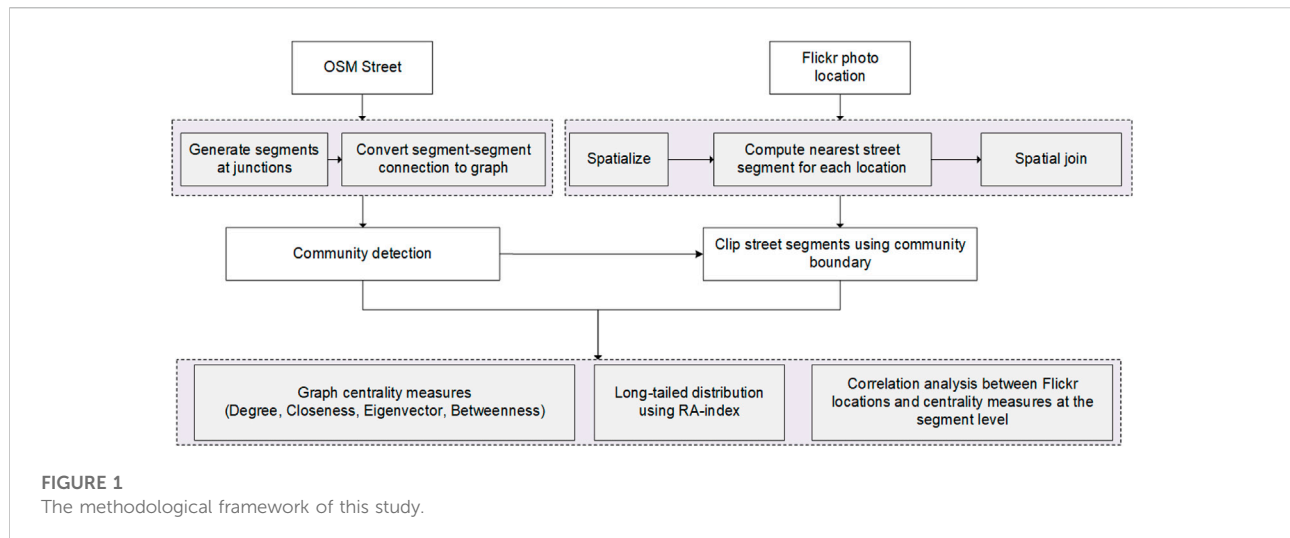 OSM Street
Flickr photo
location
Generate segments
at junctions
Convert segment-segment
connection to graph
Spatialize
Compute nearest street
segment for each location
Spatial join
Community detection
Clip street segments using community
boundary
Graph centrality measures
(Degree, Closeness, Eigenvector, Betweenness)
Long-tailed distribution
using RA-index
Correlation analysis between Flickr
locations and centrality measures at the
segment level
FIGURE 1
The methodological framework of this study.